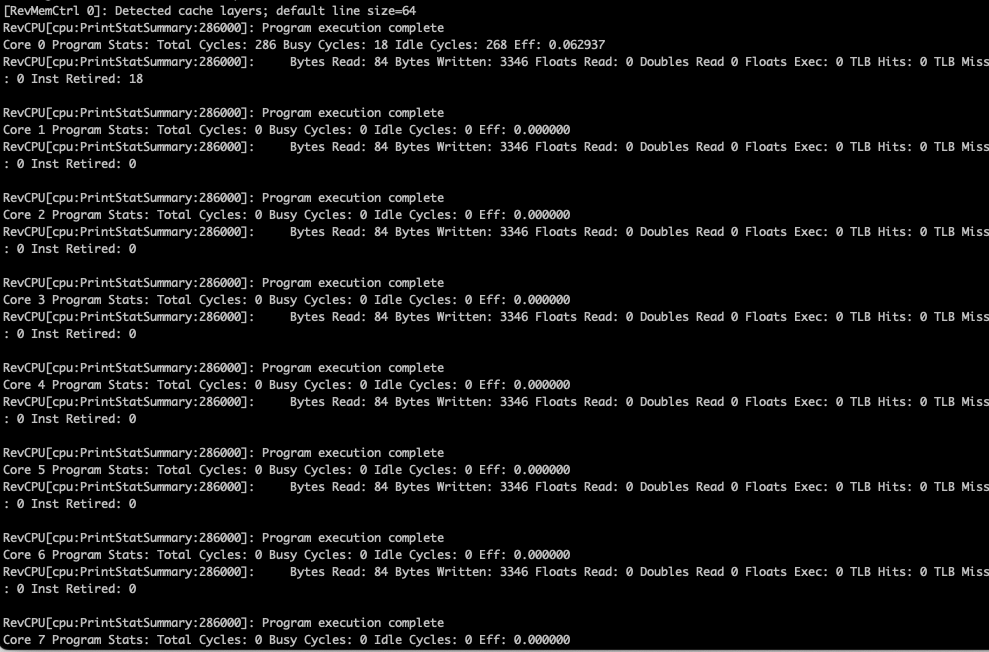 [RevMemCtrl 0]: Detected cache layers; default line size=64
RevCPU[cpu:PrintStatSummary:286000]: Program execution complete
Core 0 Program Stats: Total Cycles: 286 Busy Cycles: 18 Idle Cycles: 268 Eff: 0.062937
RevCPU[cpu:PrintStatSummary:286000]:     Bytes Read: 84 Bytes Written: 3346 Floats Read: 0 Doubles Read 0 Floats Exec: 0 TLB Hits: 0 TLB Miss
: 0 Inst Retired: 18

RevCPU[cpu:PrintStatSummary:286000]: Program execution complete
Core 1 Program Stats: Total Cycles: 0 Busy Cycles: 0 Idle Cycles: 0 Eff: 0.000000
RevCPU[cpu:PrintStatSummary:286000]:     Bytes Read: 84 Bytes Written: 3346 Floats Read: 0 Doubles Read 0 Floats Exec: 0 TLB Hits: 0 TLB Miss
: 0 Inst Retired: 0

RevCPU[cpu:PrintStatSummary:286000]: Program execution complete
Core 2 Program Stats: Total Cycles: 0 Busy Cycles: 0 Idle Cycles: 0 Eff: 0.000000
RevCPU[cpu:PrintStatSummary:286000]:     Bytes Read: 84 Bytes Written: 3346 Floats Read: 0 Doubles Read 0 Floats Exec: 0 TLB Hits: 0 TLB Miss
: 0 Inst Retired: 0

RevCPU[cpu:PrintStatSummary:286000]: Program execution complete
Core 3 Program Stats: Total Cycles: 0 Busy Cycles: 0 Idle Cycles: 0 Eff: 0.000000
RevCPU[cpu:PrintStatSummary:286000]:     Bytes Read: 84 Bytes Written: 3346 Floats Read: 0 Doubles Read 0 Floats Exec: 0 TLB Hits: 0 TLB Miss
: 0 Inst Retired: 0

RevCPU[cpu:PrintStatSummary:286000]: Program execution complete
Core 4 Program Stats: Total Cycles: 0 Busy Cycles: 0 Idle Cycles: 0 Eff: 0.000000
RevCPU[cpu:PrintStatSummary:286000]:     Bytes Read: 84 Bytes Written: 3346 Floats Read: 0 Doubles Read 0 Floats Exec: 0 TLB Hits: 0 TLB Miss
: 0 Inst Retired: 0

RevCPU[cpu:PrintStatSummary:286000]: Program execution complete
Core 5 Program Stats: Total Cycles: 0 Busy Cycles: 0 Idle Cycles: 0 Eff: 0.000000
RevCPU[cpu:PrintStatSummary:286000]:     Bytes Read: 84 Bytes Written: 3346 Floats Read: 0 Doubles Read 0 Floats Exec: 0 TLB Hits: 0 TLB Miss
: 0 Inst Retired: 0

RevCPU[cpu:PrintStatSummary:286000]: Program execution complete
Core 6 Program Stats: Total Cycles: 0 Busy Cycles: 0 Idle Cycles: 0 Eff: 0.000000
RevCPU[cpu:PrintStatSummary:286000]:     Bytes Read: 84 Bytes Written: 3346 Floats Read: 0 Doubles Read 0 Floats Exec: 0 TLB Hits: 0 TLB Miss
: 0 Inst Retired: 0

RevCPU[cpu:PrintStatSummary:286000]: Program execution complete
Core 7 Program Stats: Total Cycles: 0 Busy Cycles: 0 Idle Cycles: 0 Eff: 0.000000